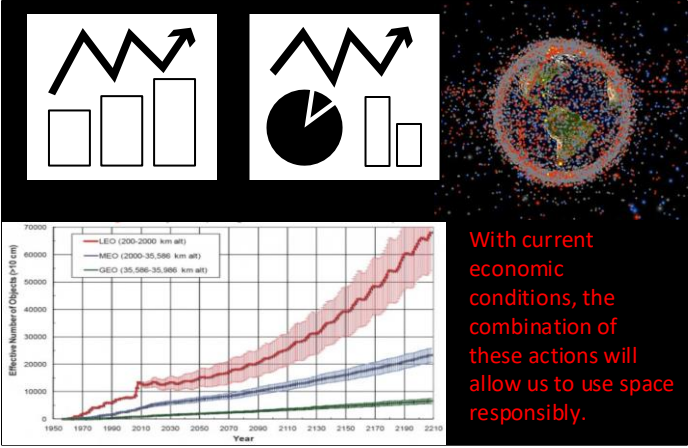 With current
economic
conditions, the
combination of
these actions will
allow us to use space
responsibly.
70000
60000
50000
40000
30000
20000
10000
0
Effective Number of Objects (>10 cm)
LEO (200-2000 km alt)
MEO (2000-35,586 km alt)
GEO (35,586-35,986 km alt)
1950 1970 1990 2010 2030 2050 2070 2090 2110 2130 2150 2170 2190 2210
Year